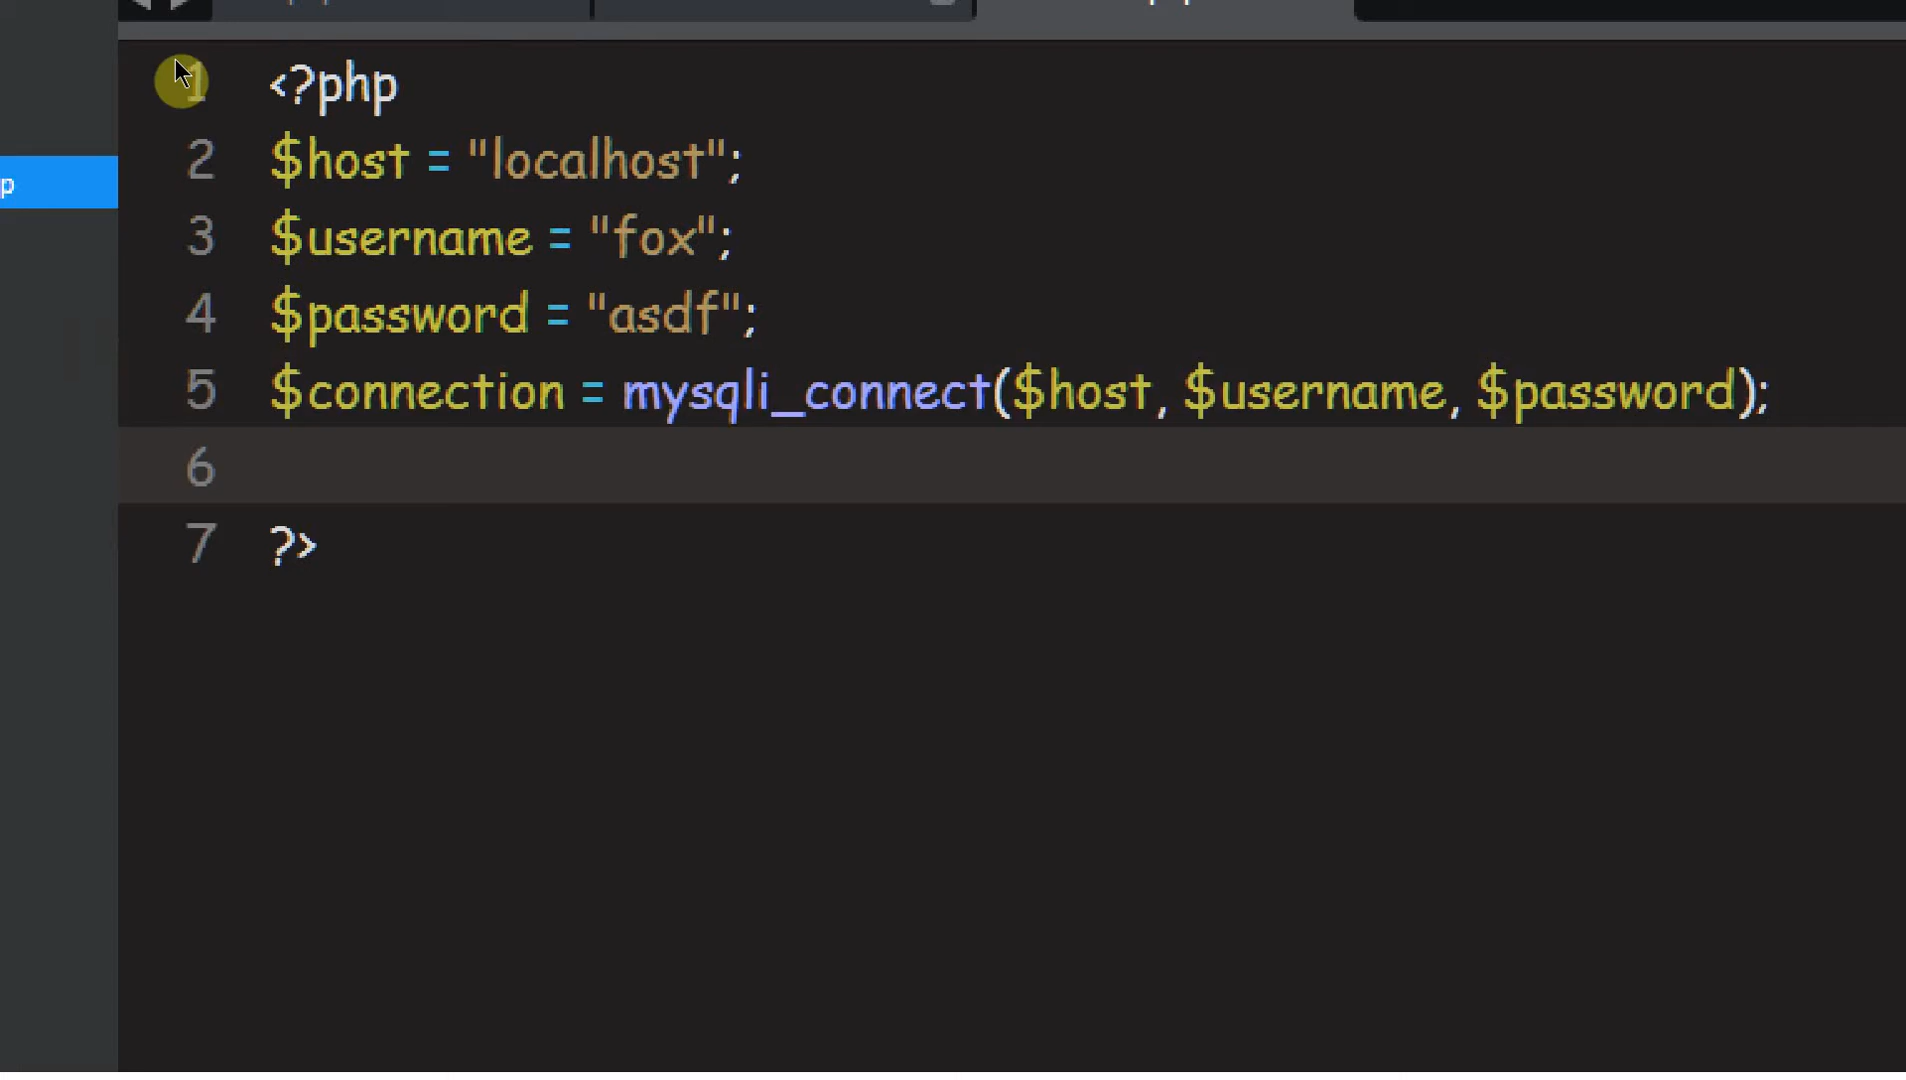 1 <?php
2 $host = "localhost";
3 $username = "fox";
4 $password = "asdf";
5 $connection = mysqli_connect($host, $username, $password);
6
7 ?>
p